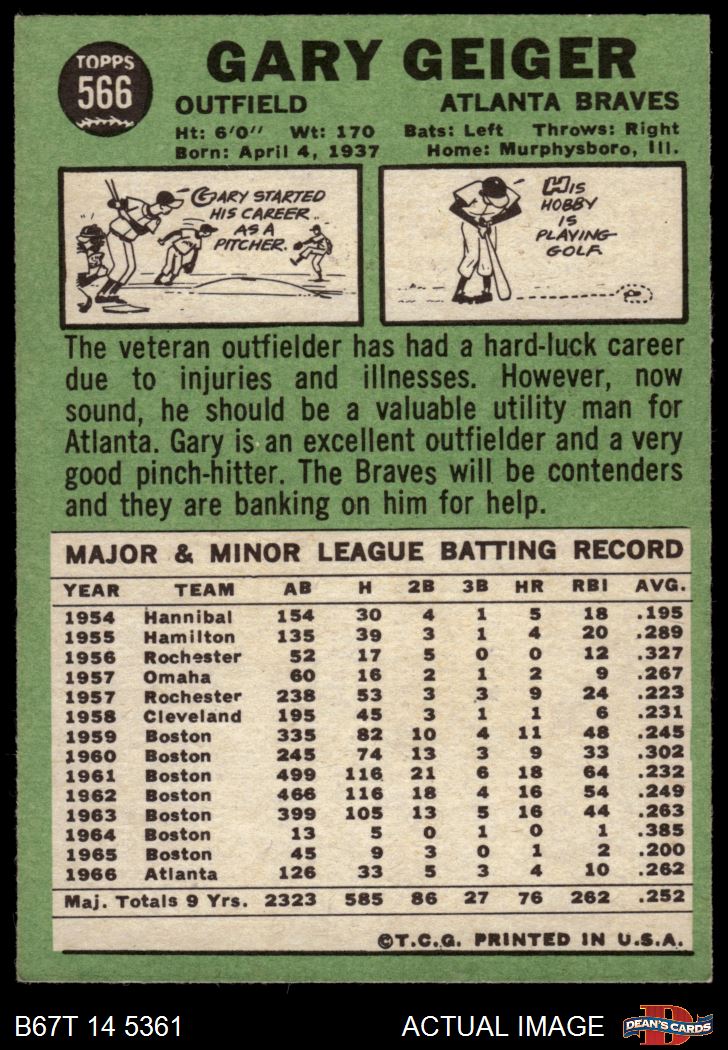 TOPPS
566
GARY GEIGER
OUTFIELD ATLANTA BRAVES
Ht: 6'0" Wt: 170 Bats: Left Throws: Right
Born: April 4, 1937 Home: Murphysboro, Ill.
GARY STARTED
HIS CAREER
AS A
PITCHER.
HIS
HOBBY
IS
PLAYING
GOLF
The veteran outfielder has had a hard-luck career
due to injuries and illnesses. However, now
sound, he should be a valuable utility man for
Atlanta. Gary is an excellent outfielder and a very
good pinch-hitter. The Braves will be contenders
and they are banking on him for help.
MAJOR & MINOR LEAGUE BATTING RECORD
YEAR TEAM AB H 2B 3B HR RBI AVG.
1954 Hannibal 154 30 4 1 5 18 .195
1955 Hamilton 135 39 3 1 4 20 .289
1956 Rochester 52 17 5 0 0 12 .327
1957 Omaha 60 16 2 1 2 9 .267
1957 Rochester 238 53 3 3 9 24 .223
1958 Cleveland 195 45 3 1 1 6 .231
1959 Boston 335 82 10 4 11 48 .245
1960 Boston 245 74 13 3 9 33 .302
1961 Boston 499 116 21 6 18 64 .232
1962 Boston 466 116 18 4 16 54 .249
1963 Boston 399 105 13 5 16 44 .263
1964 Boston 13 5 0 1 0 1 .385
1965 Boston 45 9 3 0 1 2 .200
1966 Atlanta 126 33 5 3 4 10 .262
Maj. Totals 9 Yrs. 2323 585 86 27 76 262 .252
©T.C.G. PRINTED IN U.S.A.
B67T 14 5361 ACTUAL IMAGE
D
DEAN'S CARDS